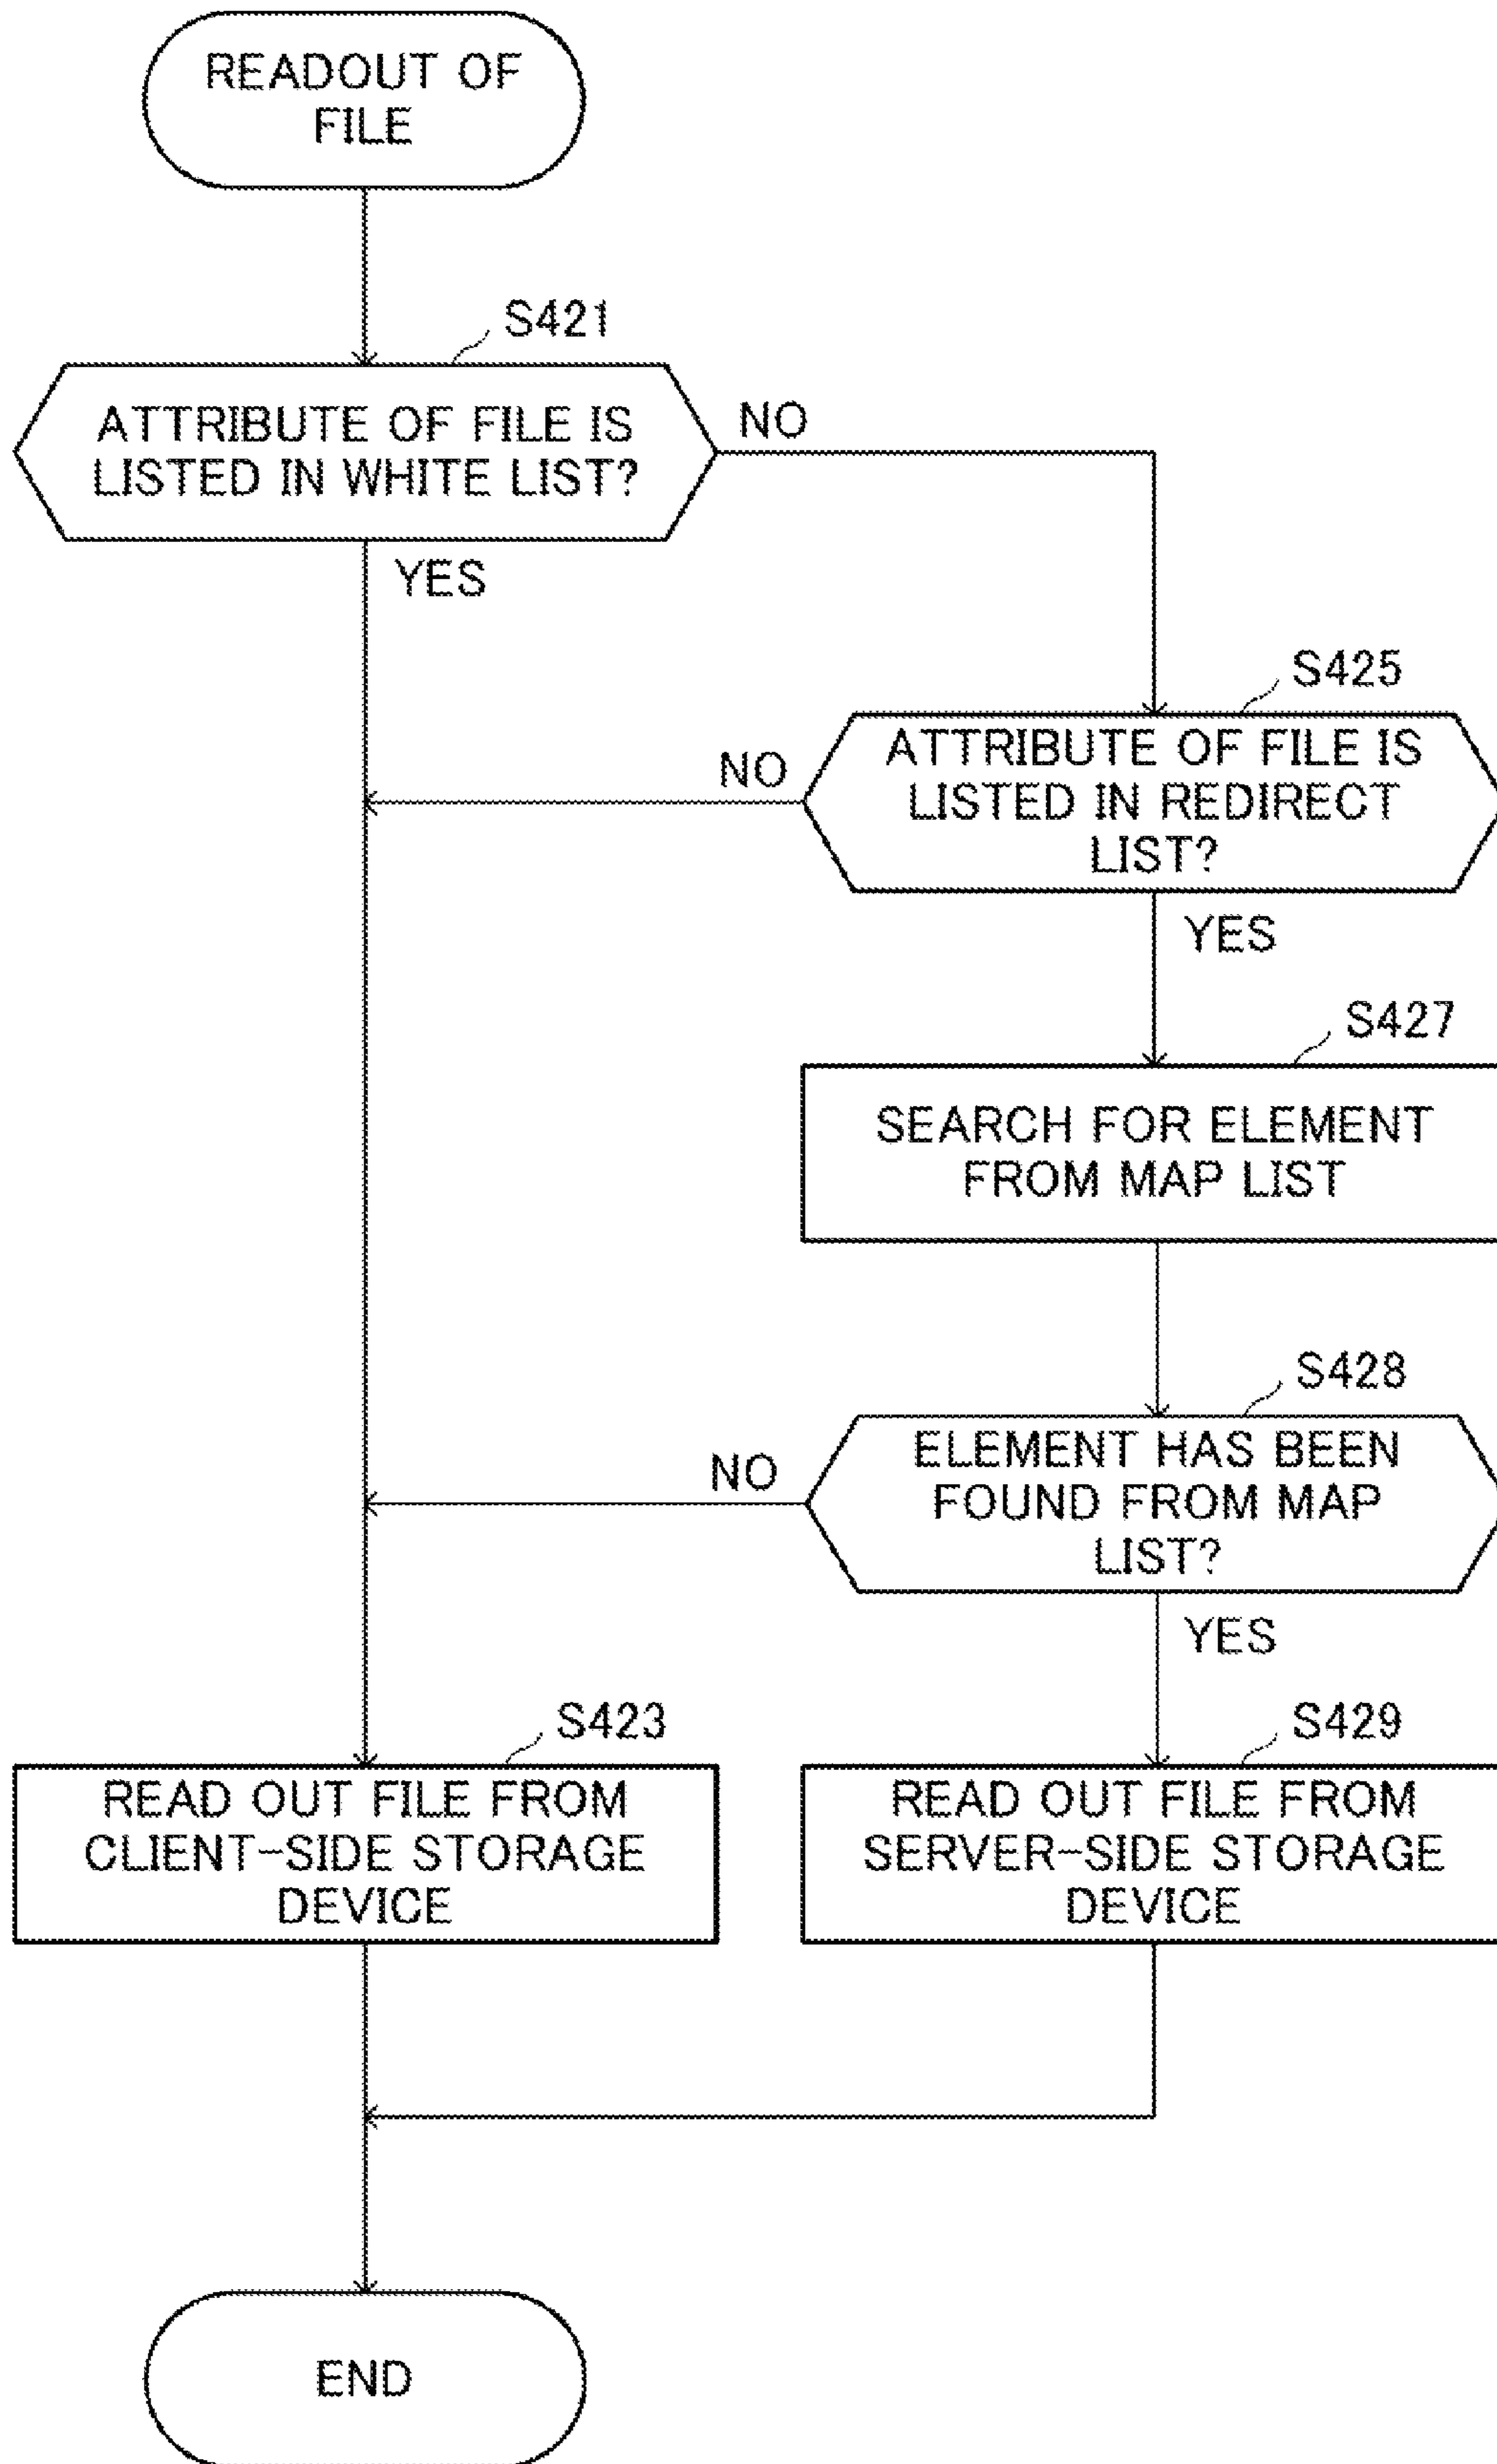 READOUT OF
FILE
S421
ATTRIBUTE OF FILE IS
LISTED IN WHITE LIST?
NO
YES
S425
ATTRIBUTE OF FILE IS
LISTED IN REDIRECT
LIST?
NO
YES
S427
SEARCH FOR ELEMENT
FROM MAP LIST
S428
ELEMENT HAS BEEN
FOUND FROM MAP
LIST?
NO
YES
S423
READ OUT FILE FROM
CLIENT-SIDE STORAGE
DEVICE
S429
READ OUT FILE FROM
SERVER-SIDE STORAGE
DEVICE
END